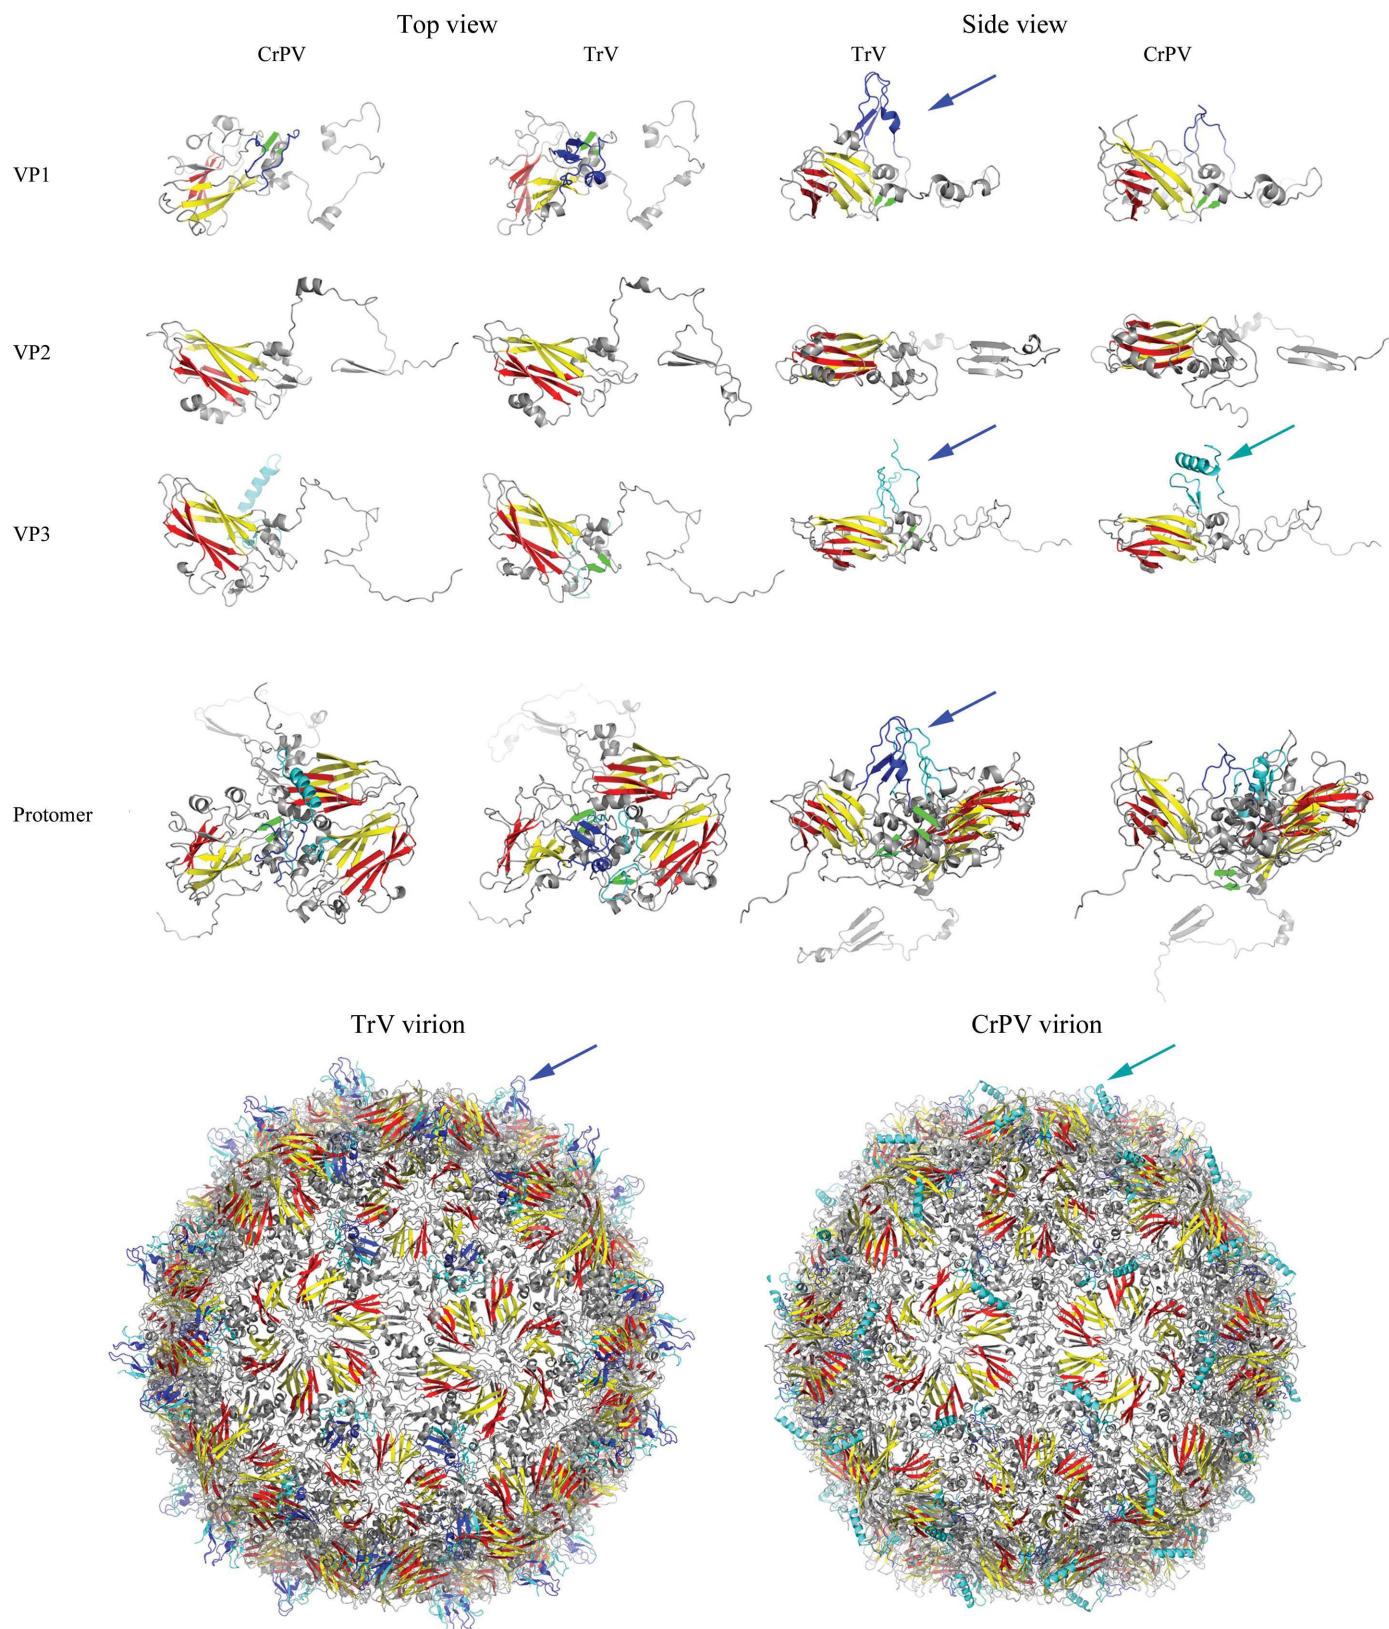 Top view Side view
CrPV TrV TrV CrPV
VP1
VP2
VP3
Protomer
TrV virion CrPV virion